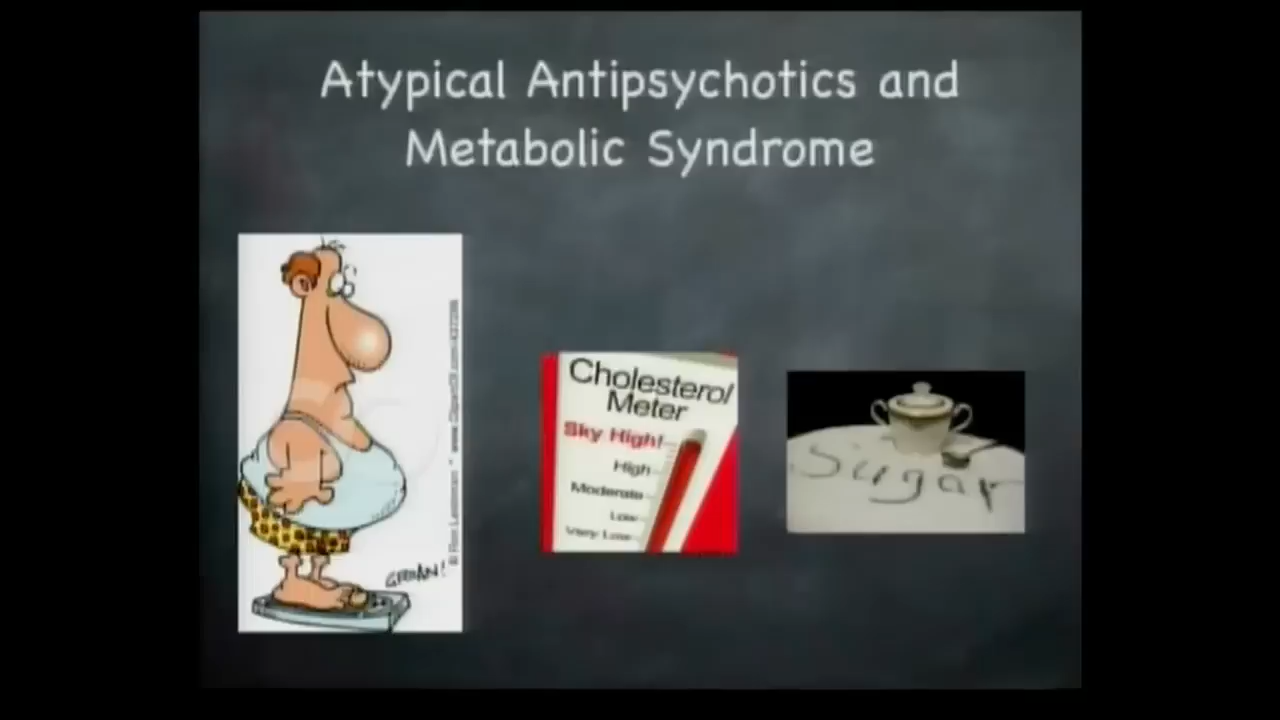 Atypical Antipsychotics and
Metabolic Syndrome
GROAN!
Cholesterol
Meter
Sky High!
High
Moderate
Low
Very Low
Sugar